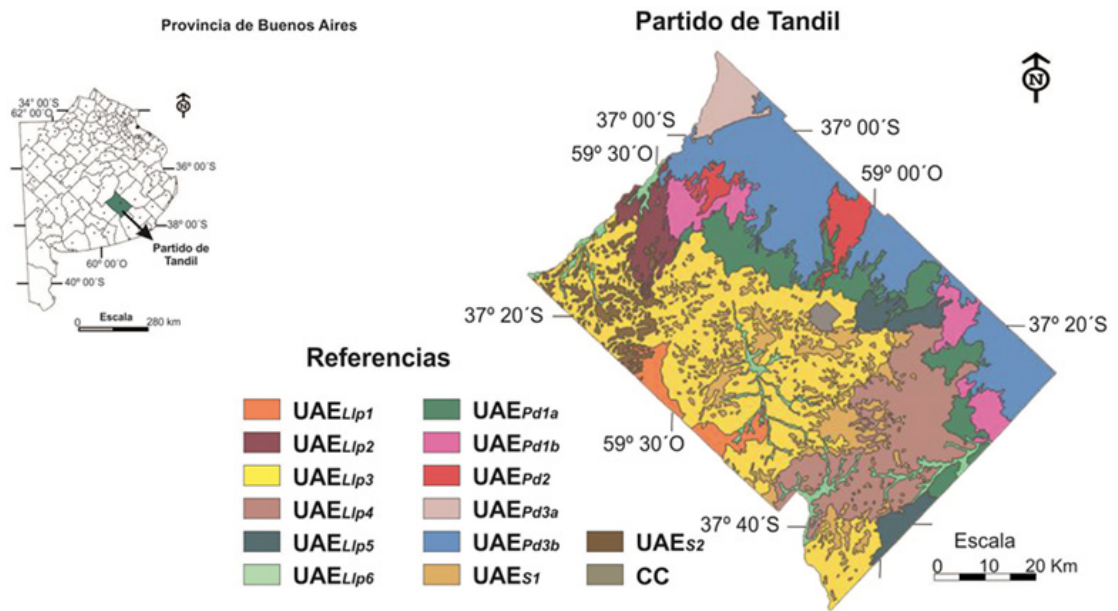 Provincia de Buenos Aires
Partido de Tandil
N
N
34° 00´S
62° 00´O
36° 00´S
38° 00´S
60° 00´O
40° 00´S
Partido de
Tandil
Escala
0 280 km
37° 00´S
59° 30´O
37° 00´S
59° 00´O
37° 20´S
37° 20´S
59° 30´O
37° 40´S
Referencias
UAELlp1 UAEPd1a
UAELlp2 UAEPd1b
UAELlp3 UAEPd2
UAELlp4 UAEPd3a
UAELlp5 UAEPd3b UAES2
UAELlp6 UAES1 CC
Escala
0 10 20 Km